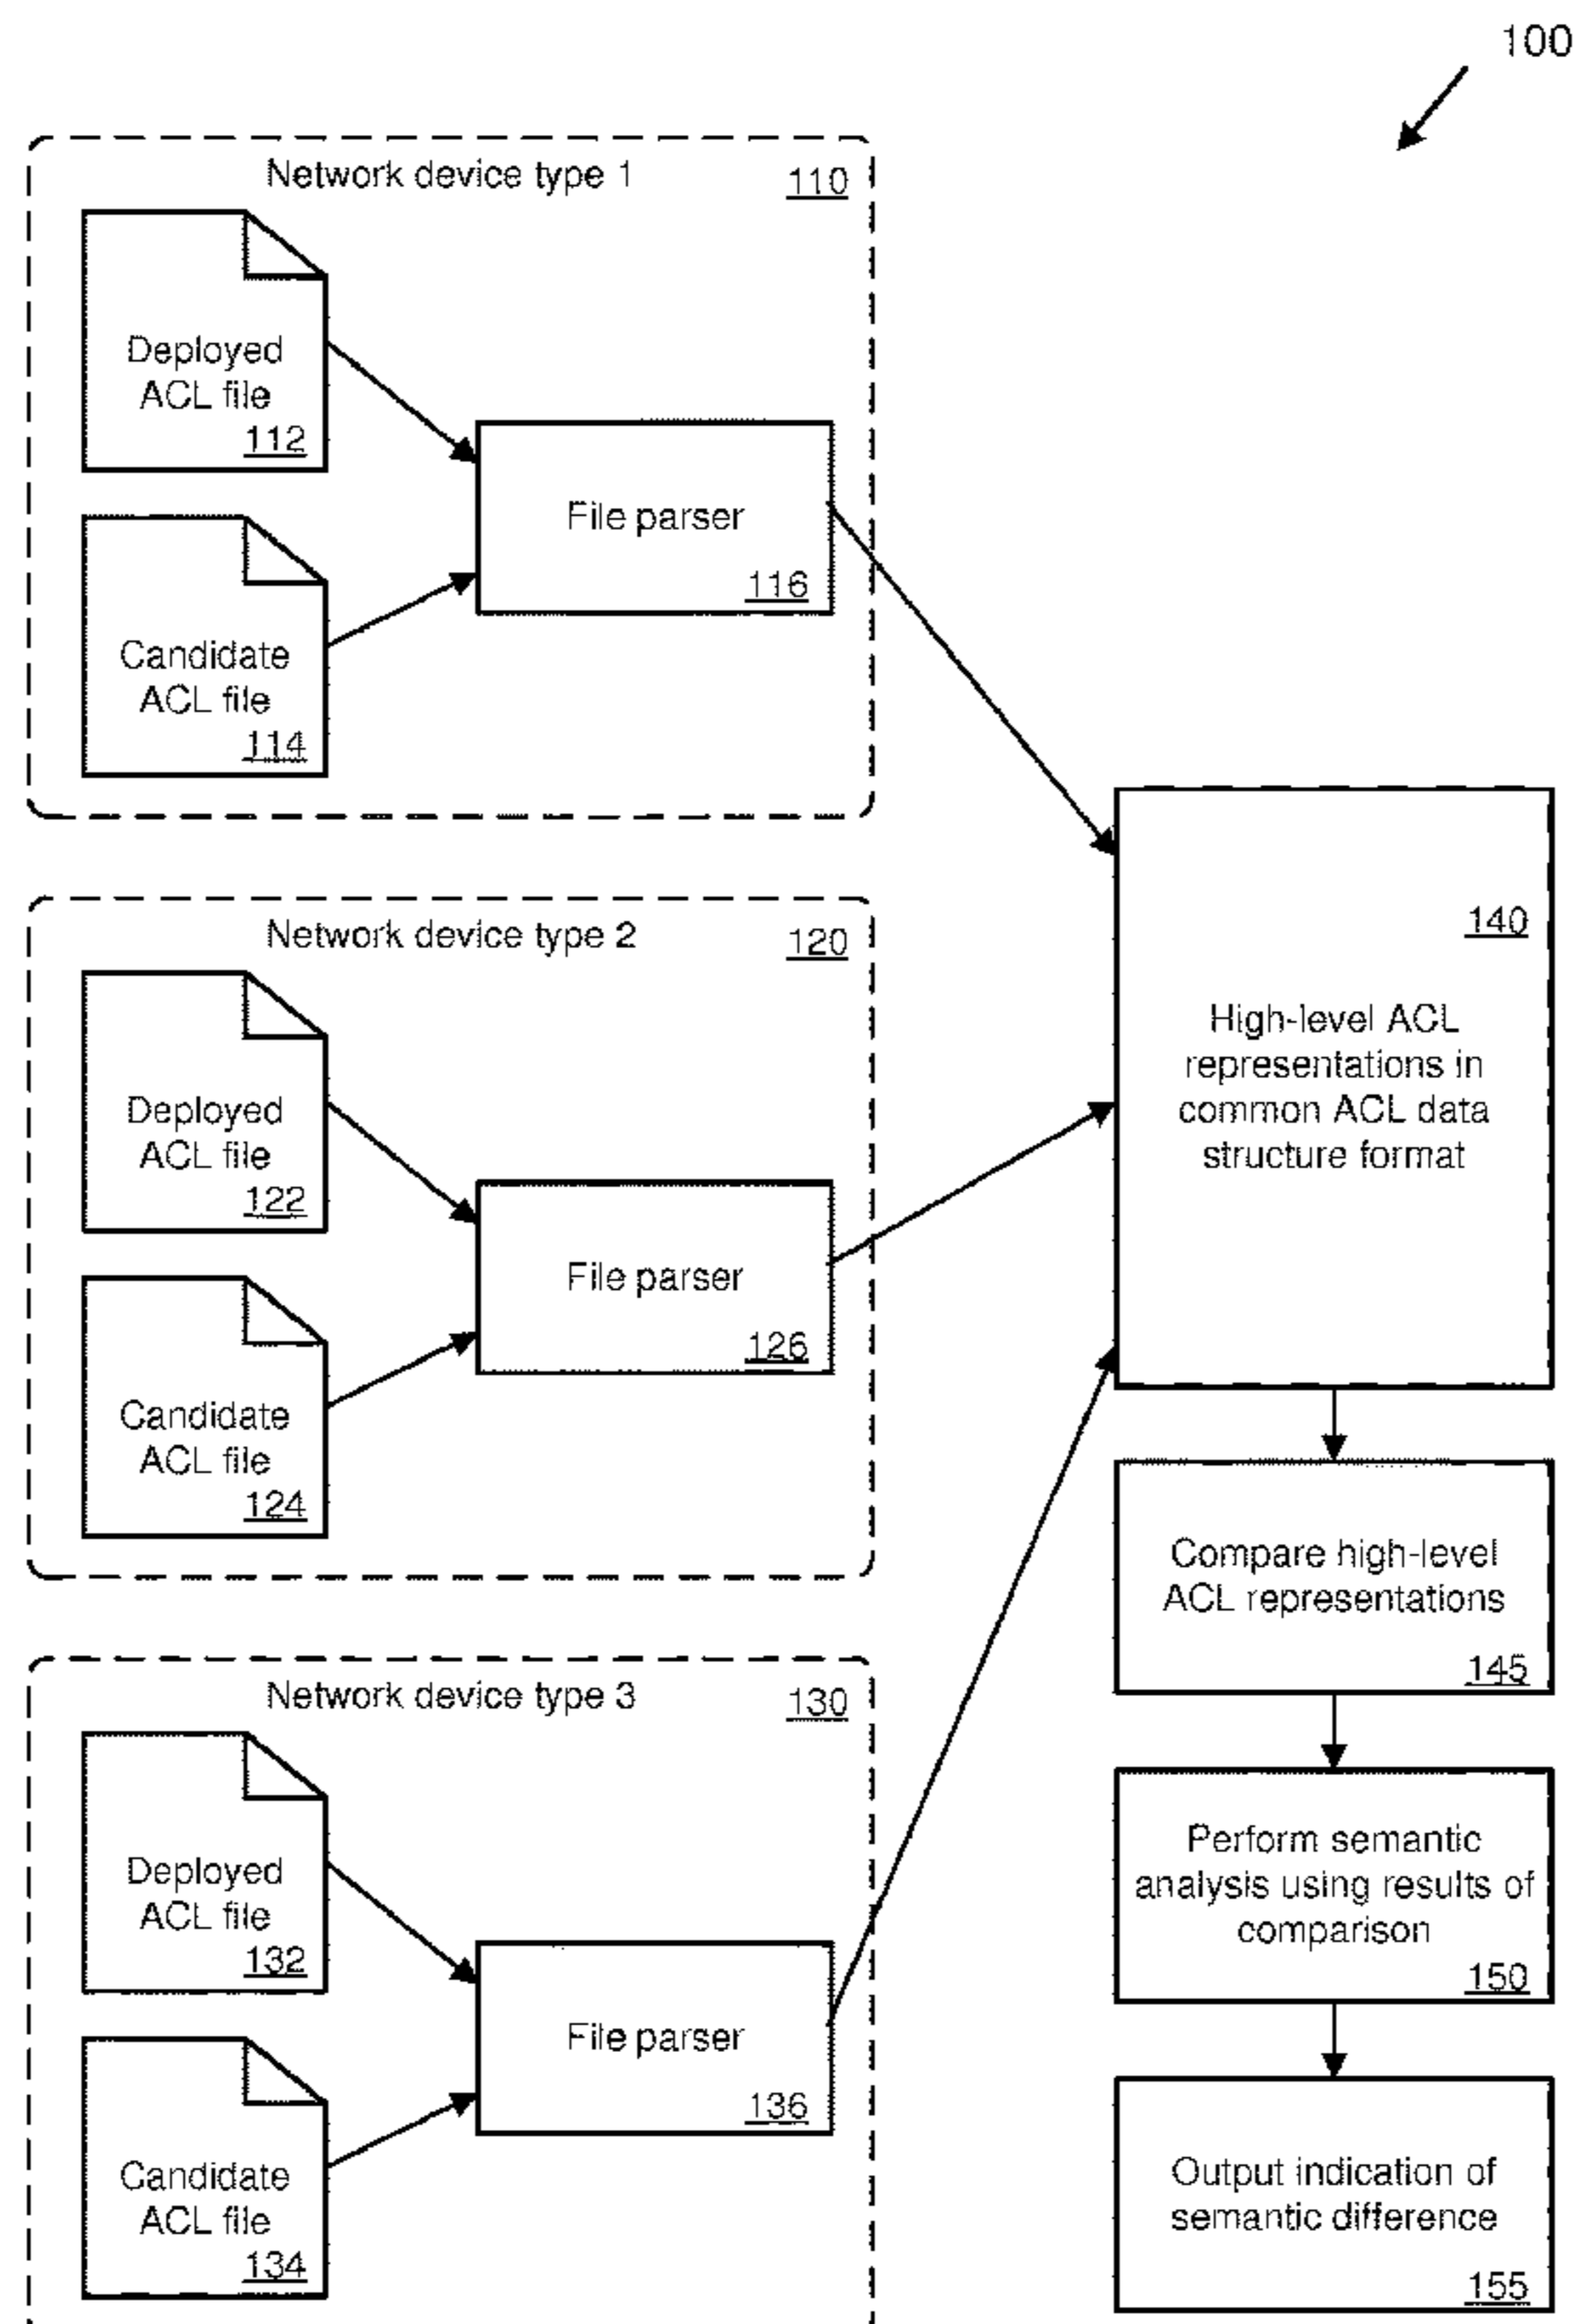 100
Network device type 1
110
Deployed
ACL file
112
File parser
116
Candidate
ACL file
114
Network device type 2
120
Deployed
ACL file
122
File parser
126
Candidate
ACL file
124
Network device type 3
130
Deployed
ACL file
132
File parser
136
Candidate
ACL file
134
140
High-level ACL
representations in
common ACL data
structure format
Compare high-level
ACL representations
145
Perform semantic
analysis using results of
comparison
150
Output indication of
semantic difference
155